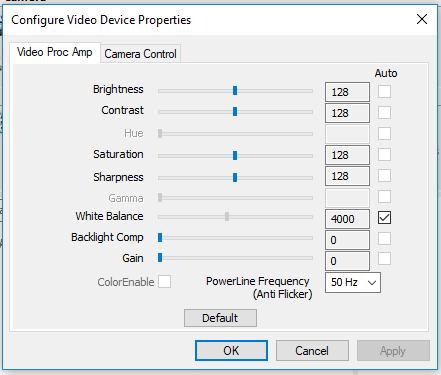 Configure Video Device Properties
Video Proc Amp Camera Control
Auto
Brightness 128
Contrast 128
Hue
Saturation 128
Sharpness 128
Gamma
White Balance 4000
Backlight Comp 0
Gain 0
ColorEnable PowerLine Frequency 50 Hz
(Anti Flicker)
Default
OK Cancel Apply